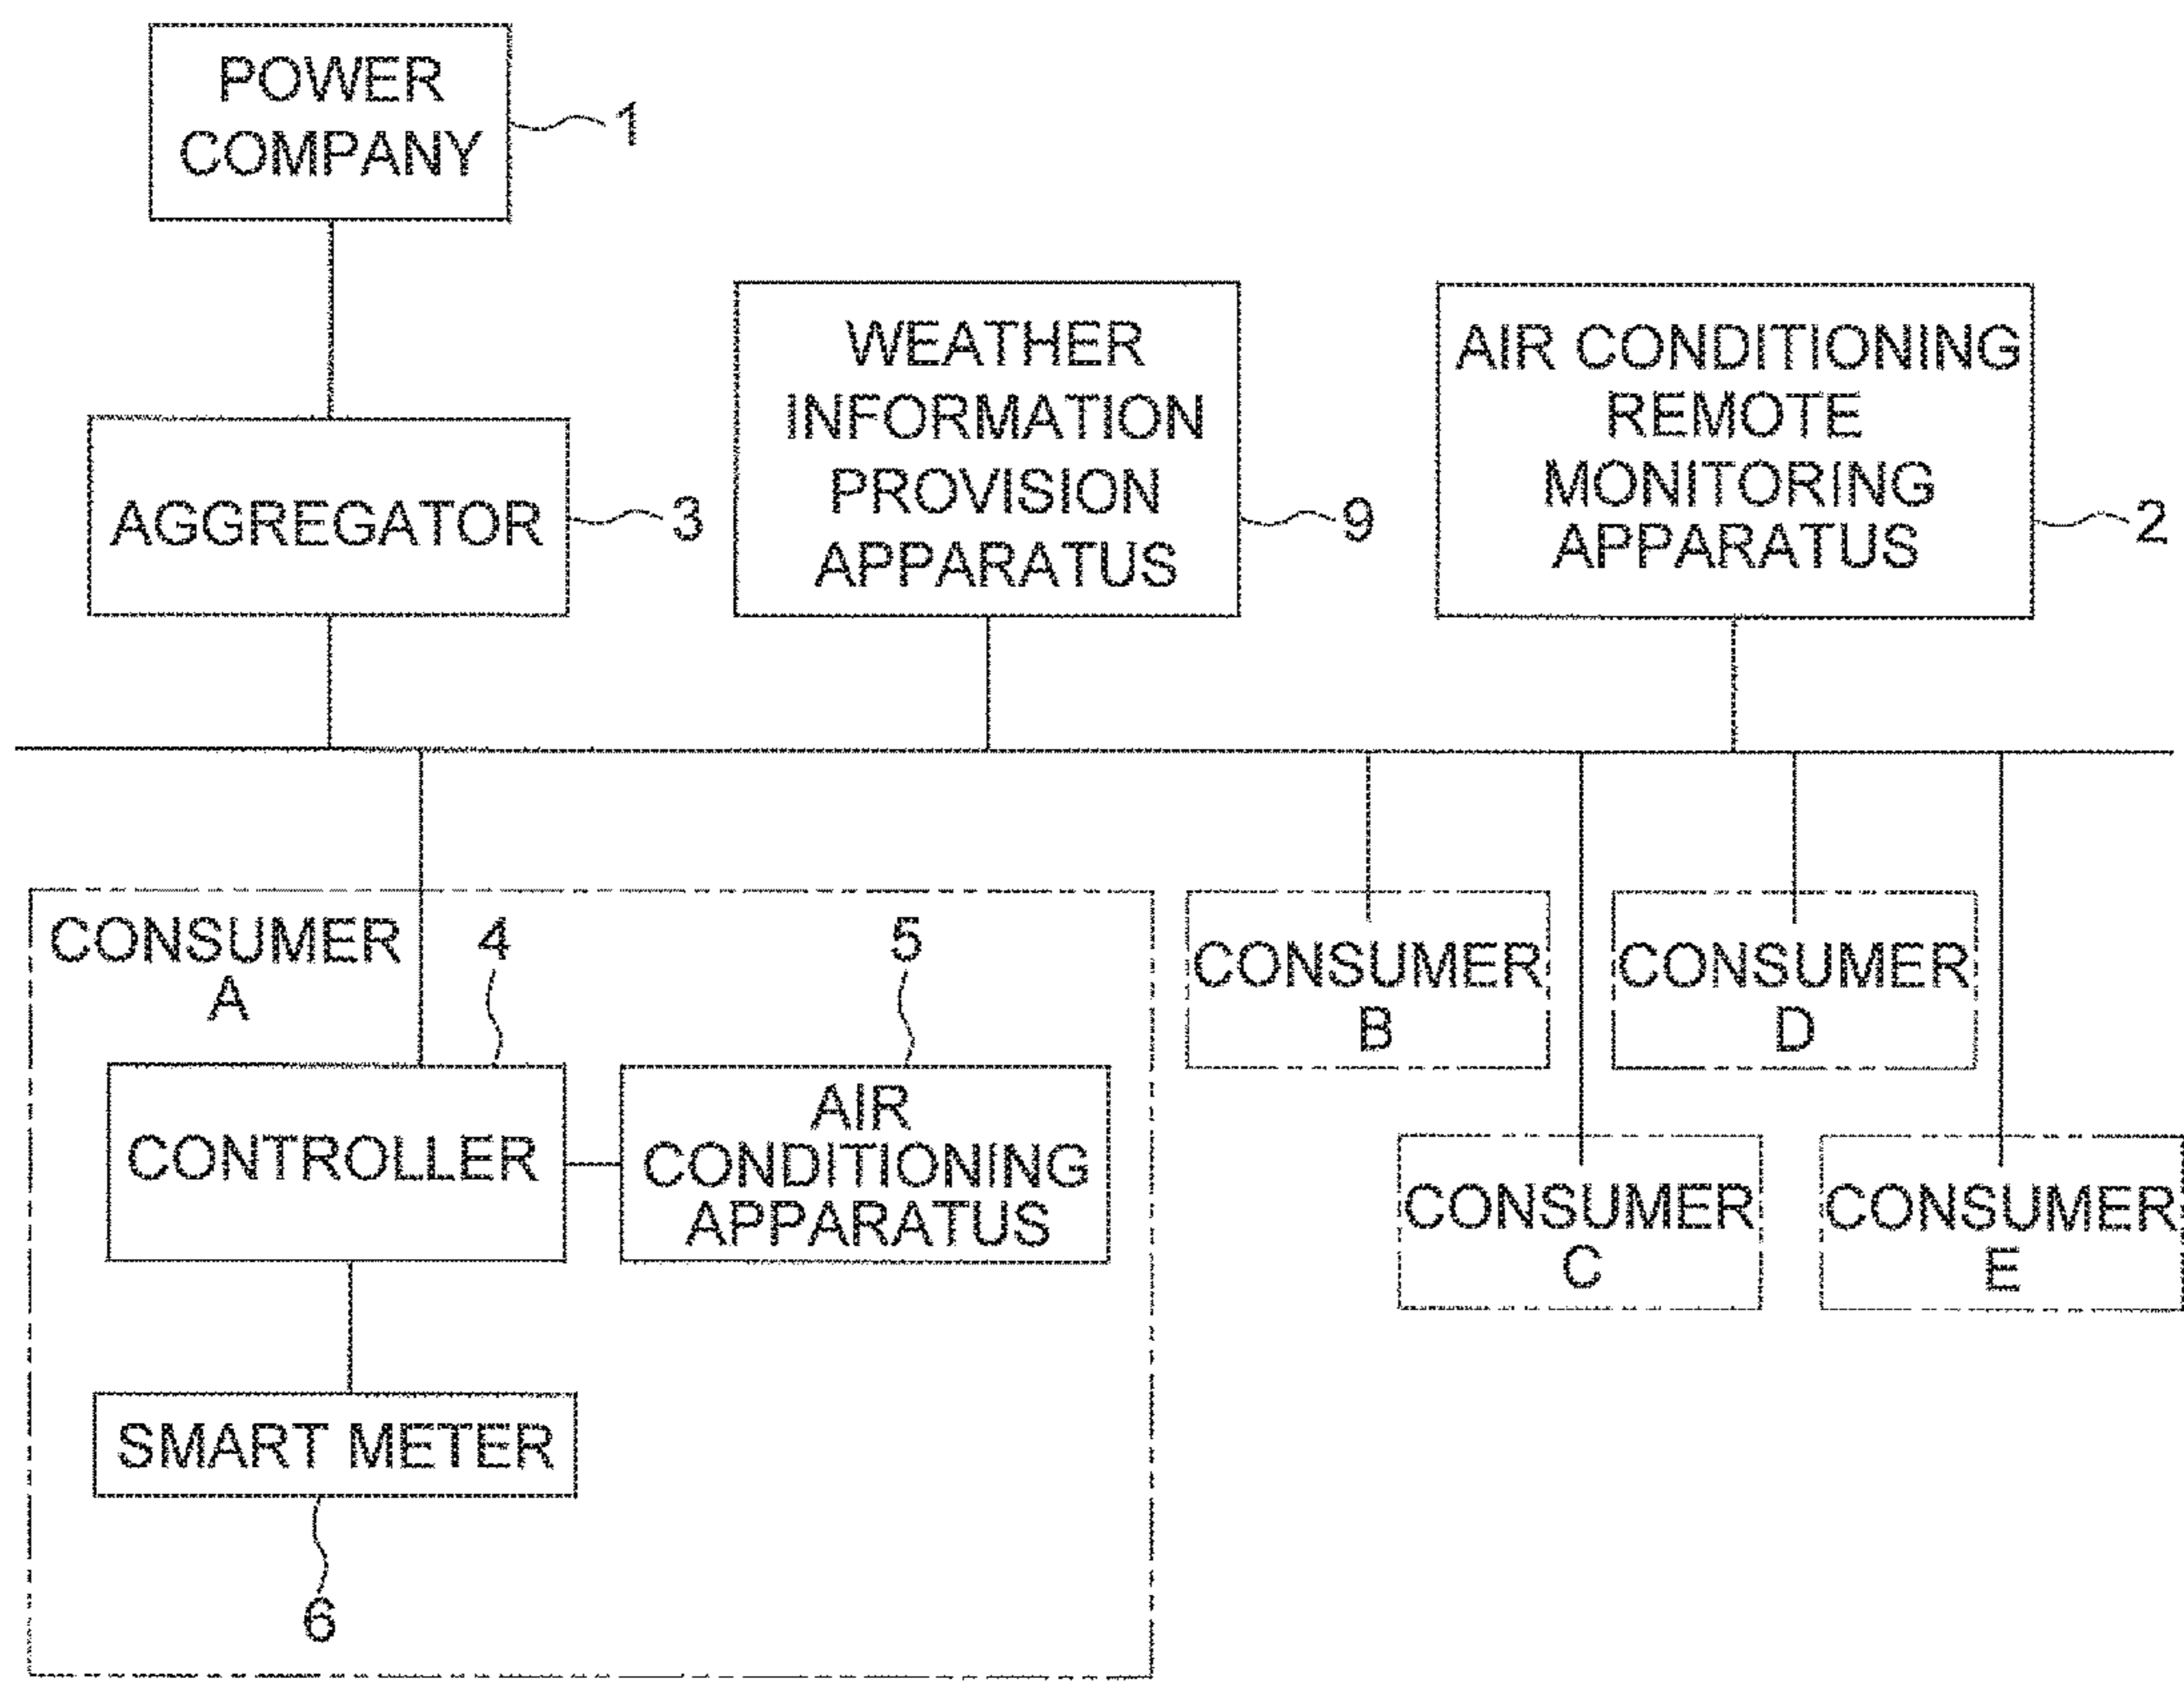 POWER
COMPANY
1
AGGREGATOR
3
WEATHER
INFORMATION
PROVISION
APPARATUS
9
AIR CONDITIONING
REMOTE
MONITORING
APPARATUS
2
CONSUMER
A
4
5
CONTROLLER
AIR
CONDITIONING
APPARATUS
SMART METER
6
CONSUMER
B
CONSUMER
D
CONSUMER
C
CONSUMER
E